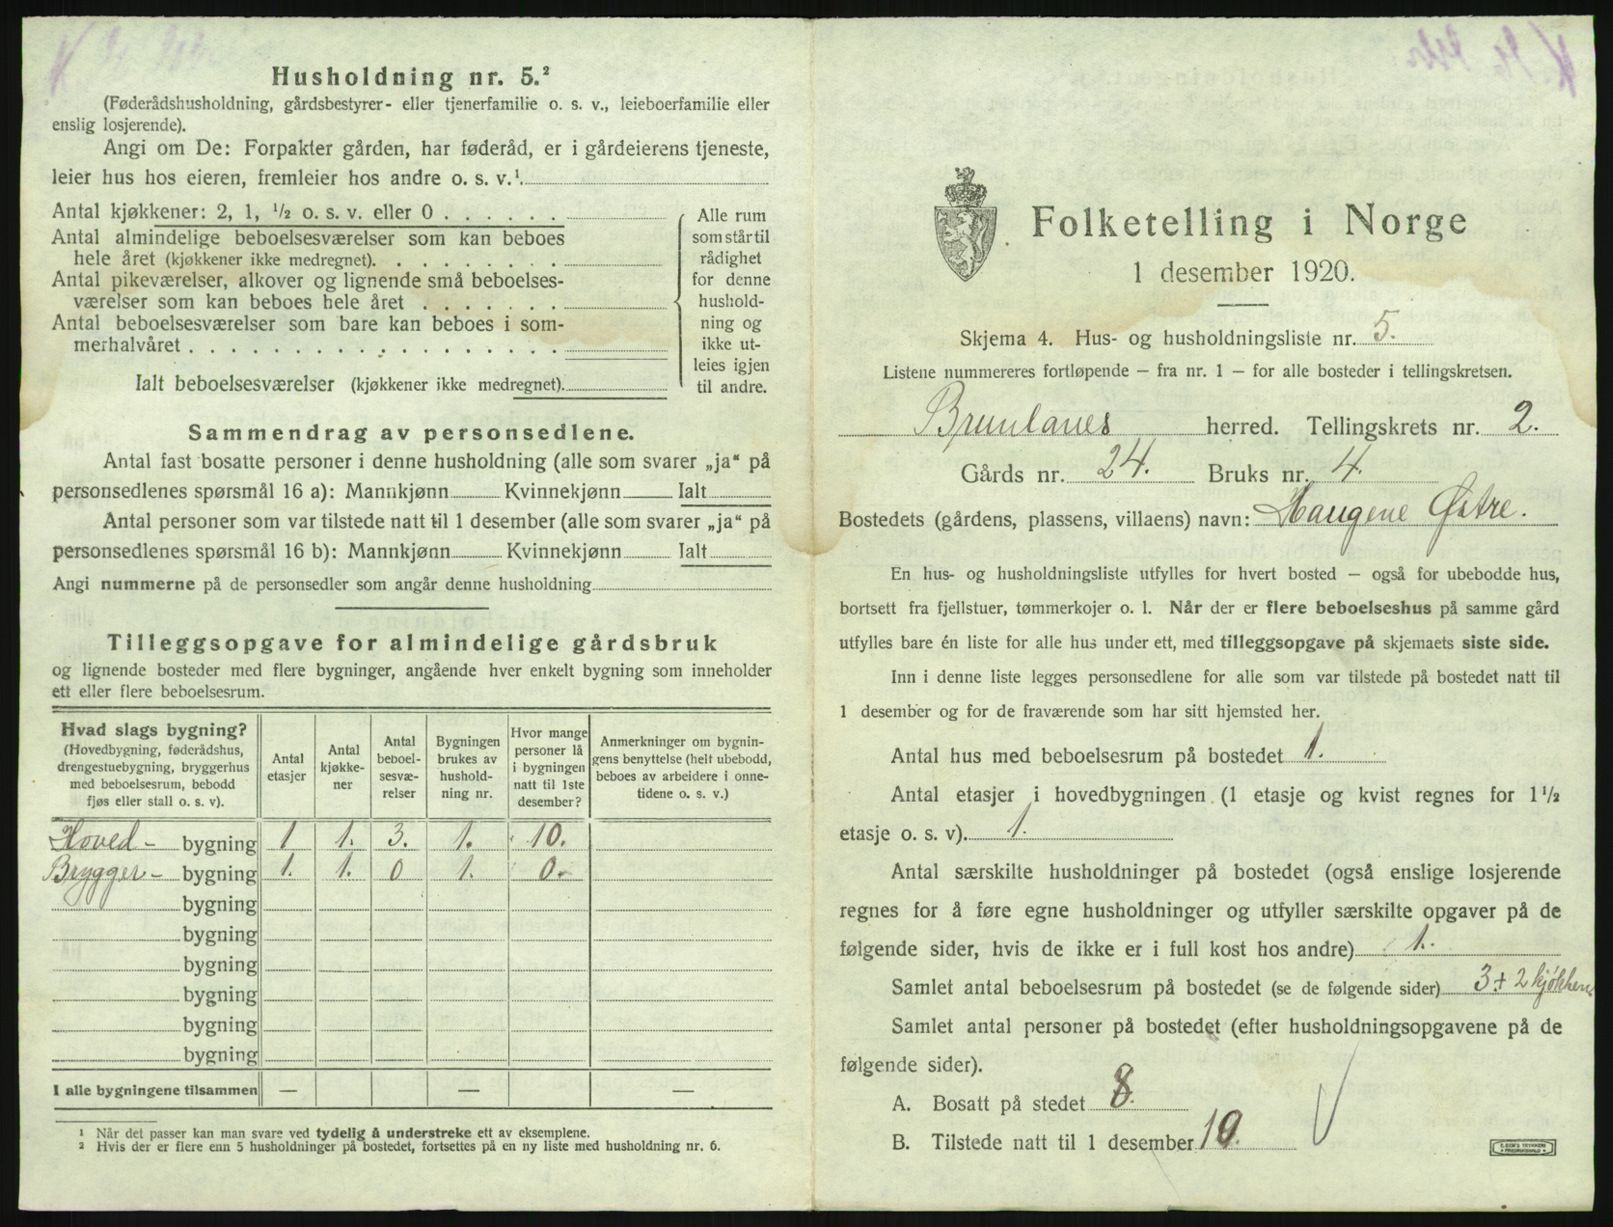 Husholdning nr. 5.²
(Føderådshusholdning, gårdsbestyrer- eller tjenerfamilie o. s. v., leieboerfamilie eller
enslig losjerende).
Angi om De: Forpakter gården, har føderåd, er i gårdeierens tjeneste,
leier hus hos eieren, fremleier hos andre o. s. v.¹
Antal kjøkkener: 2, 1, ½ o. s. v. eller 0
Antal almindelige beboelsesværelser som kan beboes
hele året (kjøkkener ikke medregnet).
Antal pikeværelser, alkover og lignende små beboelses-
værelser som kan beboes hele året
Antal beboelsesværelser som bare kan beboes i som-
merhalvåret
Ialt beboelsesværelser (kjøkkener ikke medregnet).
Alle rum
som står til
rådighet
for denne
hushold-
ning og
ikke ut-
leies igjen
til andre.
Sammendrag av personsedlene.
Antal fast bosatte personer i denne husholdning (alle som svarer „ja“ på
personsedlenes spørsmål 16 a): Mannkjønn Kvinnekjønn Ialt
Antal personer som var tilstede natt til 1 desember (alle som svarer „ja“ på
personsedlenes spørsmål 16 b): Mannkjønn Kvinnekjønn Ialt
Angi nummerne på de personsedler som angår denne husholdning
Tilleggsopgave for almindelige gårdsbruk
og lignende bosteder med flere bygninger, angående hver enkelt bygning som inneholder
ett eller flere beboelsesrum.
Hvad slags bygning?
(Hovedbygning, føderådshus,
drengestuebygning, bryggerhus
med beboelsesrum, bebodd
fjøs eller stall o. s. v).
Antal
etasjer
Antal
kjøkke-
ner
Antal
beboel-
sesvæ-
relser
Bygningen
brukes av
hushold-
ning nr.
Hvor mange
personer lå
i bygningen
natt til 1ste
desember?
Anmerkninger om bygnin-
gens benyttelse (helt ubebodd,
beboes av arbeidere i onne-
tidene o. s. v.)
Hoved- bygning 1 1. 3. 1. 10.
Brygger- bygning 1. 1. 0 1. 0.
bygning
bygning
bygning
bygning
bygning
bygning
I alle bygningene tilsammen — — —
¹ Når det passer kan man svare ved tydelig å understreke ett av eksemplene.
² Hvis der er flere enn 5 husholdninger på bostedet, fortsettes på en ny liste med husholdning nr. 6.
Folketelling i Norge
1 desember 1920.
Skjema 4. Hus- og husholdningsliste nr. 5.
Listene nummereres fortløpende – fra nr. 1 – for alle bosteder i tellingskretsen.
Brunlanes herred. Tellingskrets nr. 2.
Gårds nr. 24. Bruks nr. 4.
Bostedets (gårdens, plassens, villaens) navn: Haugene Østre.
En hus- og husholdningsliste utfylles for hvert bosted – også for ubebodde hus,
bortsett fra fjellstuer, tømmerkojer o. l. Når der er flere beboelseshus på samme gård
utfylles bare én liste for alle hus under ett, med tilleggsopgave på skjemaets siste side.
Inn i denne liste legges personsedlene for alle som var tilstede på bostedet natt til
1 desember og for de fraværende som har sitt hjemsted her.
Antal hus med beboelsesrum på bostedet 1.
Antal etasjer i hovedbygningen (1 etasje og kvist regnes for 1½
etasje o. s. v). 1.
Antal særskilte husholdninger på bostedet (også enslige losjerende
regnes for å føre egne husholdninger og utfyller særskilte opgaver på de
følgende sider, hvis de ikke er i full kost hos andre) 1.
Samlet antal beboelsesrum på bostedet (se de følgende sider) 3 + 2 kjøkkene
Samlet antal personer på bostedet (efter husholdningsopgavene på de
følgende sider).
A. Bosatt på stedet 8.
B. Tilstede natt til 1 desember 10.